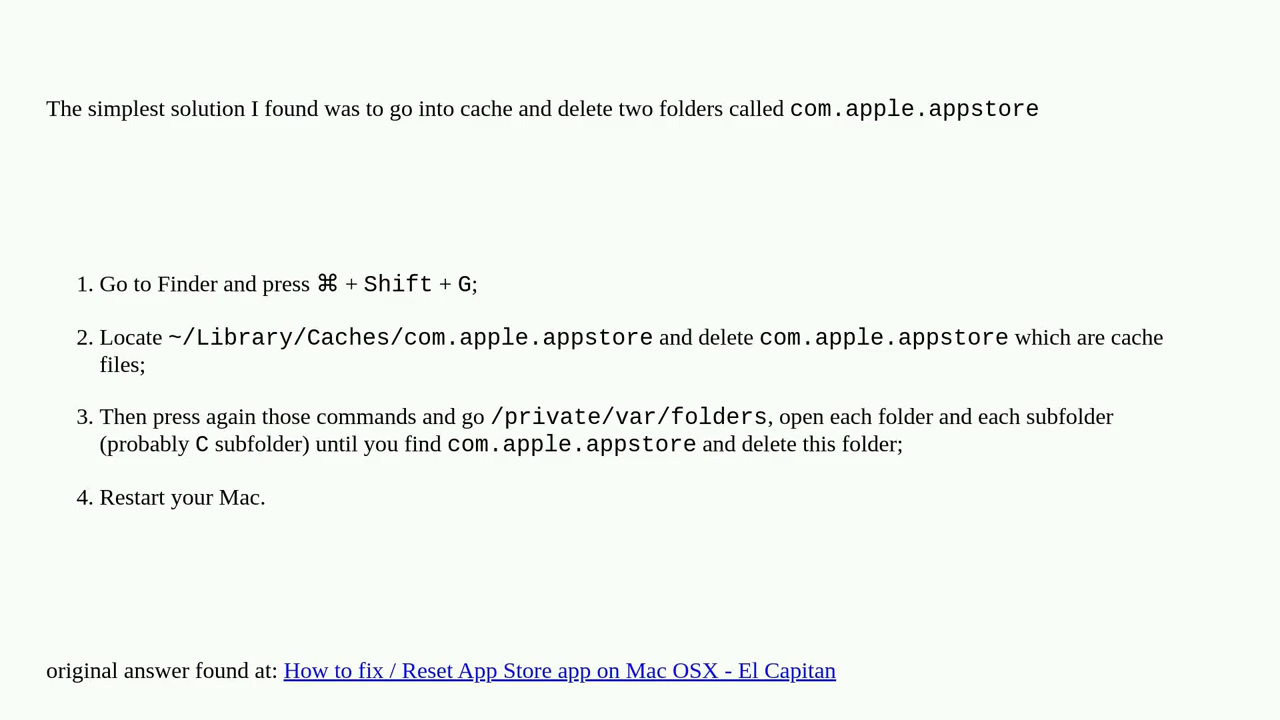 The simplest solution I found was to go into cache and delete two folders called com.apple.appstore
1. Go to Finder and press ⌘ + Shift + G;
2. Locate ~/Library/Caches/com.apple.appstore and delete com.apple.appstore which are cache
files;
3. Then press again those commands and go /private/var/folders, open each folder and each subfolder
(probably C subfolder) until you find com.apple.appstore and delete this folder;
4. Restart your Mac.
original answer found at: How to fix / Reset App Store app on Mac OSX - El Capitan